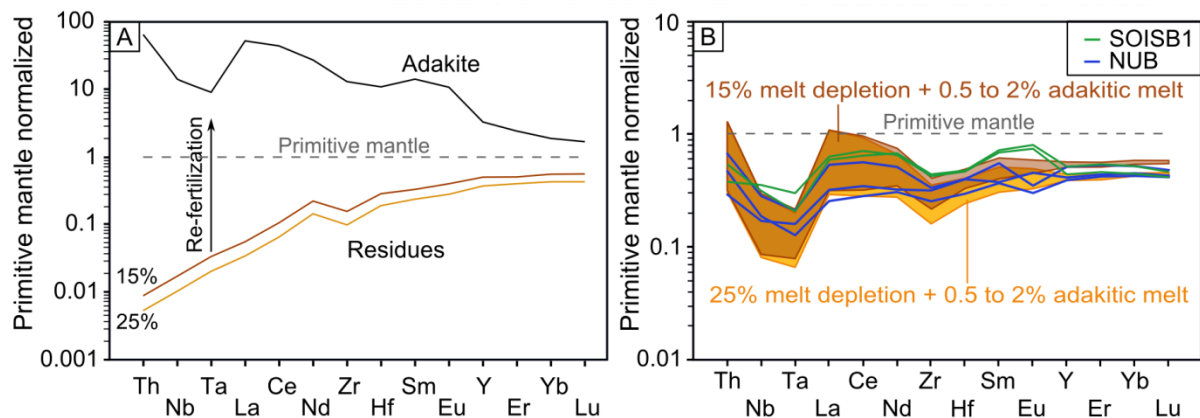 A
Primitive mantle normalized
100
10
1
0.1
0.01
0.001
Adakite
Primitive mantle
Re-fertilization
Residues
15%
25%
Th Ta Ce Zr Sm Y Yb
Nb La Nd Hf Eu Er Lu
B
Primitive mantle normalized
10
1
0.1
0.01
SOISB1
NUB
15% melt depletion + 0.5 to 2% adakitic melt
Primitive mantle
25% melt depletion + 0.5 to 2% adakitic melt
Th Ta Ce Zr Sm Y Yb
Nb La Nd Hf Eu Er Lu